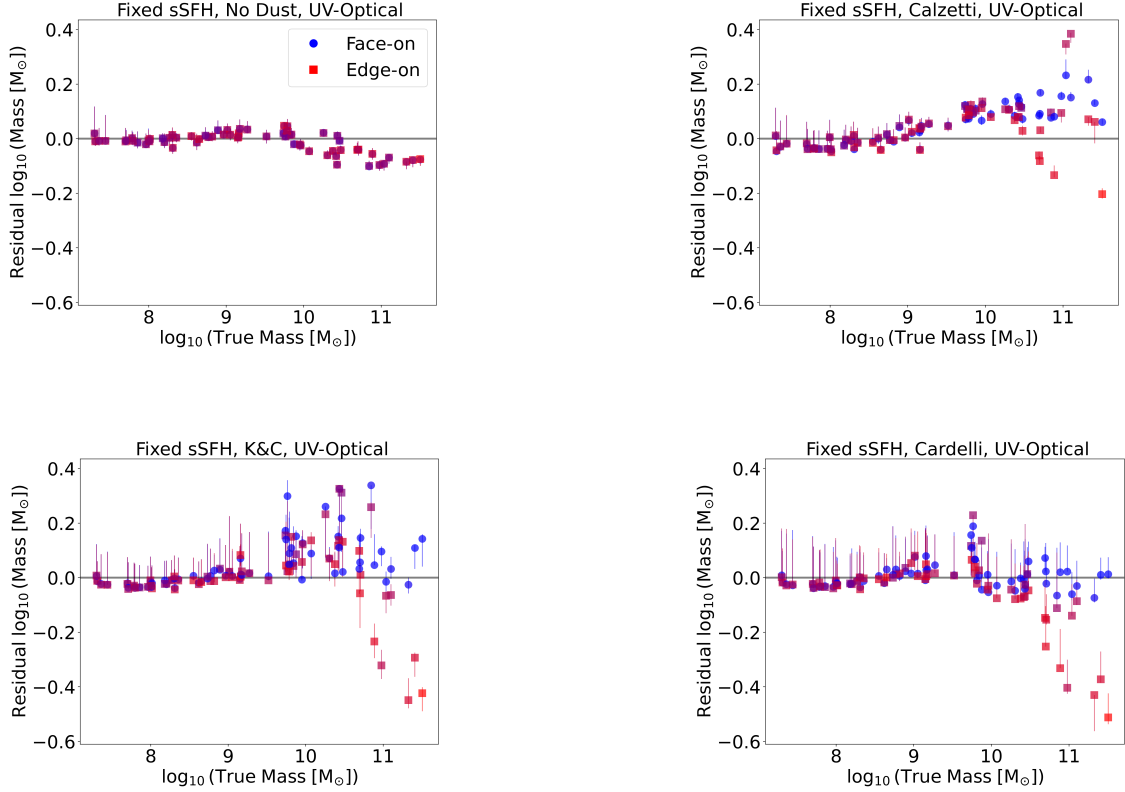 Fixed sSFH, No Dust, UV-Optical
Residual log₁₀ (Mass [M☉])
0.4
0.2
0.0
−0.2
−0.4
−0.6
Face-on
Edge-on
8 9 10 11
log₁₀ (True Mass [M☉])
Fixed sSFH, Calzetti, UV-Optical
Residual log₁₀ (Mass [M☉])
0.4
0.2
0.0
−0.2
−0.4
−0.6
8 9 10 11
log₁₀ (True Mass [M☉])
Fixed sSFH, K&C, UV-Optical
Residual log₁₀ (Mass [M☉])
0.4
0.2
0.0
−0.2
−0.4
−0.6
8 9 10 11
log₁₀ (True Mass [M☉])
Fixed sSFH, Cardelli, UV-Optical
Residual log₁₀ (Mass [M☉])
0.4
0.2
0.0
−0.2
−0.4
−0.6
8 9 10 11
log₁₀ (True Mass [M☉])